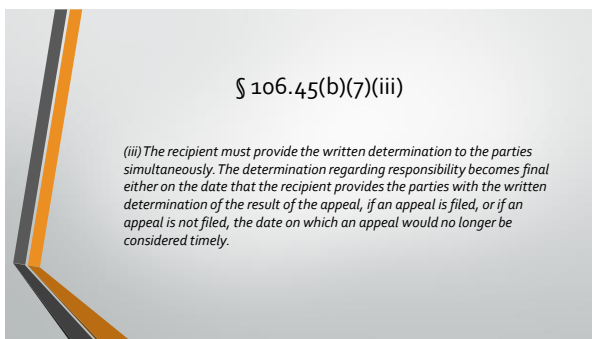 § 106.45(b)(7)(iii)
(iii) The recipient must provide the written determination to the parties
simultaneously. The determination regarding responsibility becomes final
either on the date that the recipient provides the parties with the written
determination of the result of the appeal, if an appeal is filed, or if an
appeal is not filed, the date on which an appeal would no longer be
considered timely.